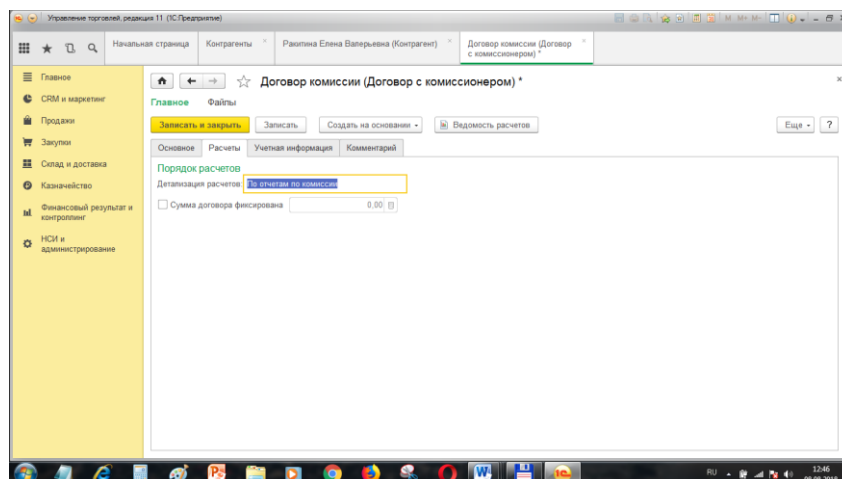 Управление торговлей, редакция 11 (1С:Предприятие)
M M+ M-
Начальная страница
Контрагенты ×
Ракитина Елена Валерьевна (Контрагент) ×
Договор комиссии (Договор с комиссионером) * ×
Главное
CRM и маркетинг
Продажи
Закупки
Склад и доставка
Казначейство
Финансовый результат и
контроллинг
НСИ и
администрирование
Договор комиссии (Договор с комиссионером) *
Главное Файлы
Записать и закрыть Записать Создать на основании Ведомость расчетов Еще ?
Основное Расчеты Учетная информация Комментарий
Порядок расчетов
Детализация расчетов: По отчетам по комиссии
Сумма договора фиксирована 0,00
RU 12:46